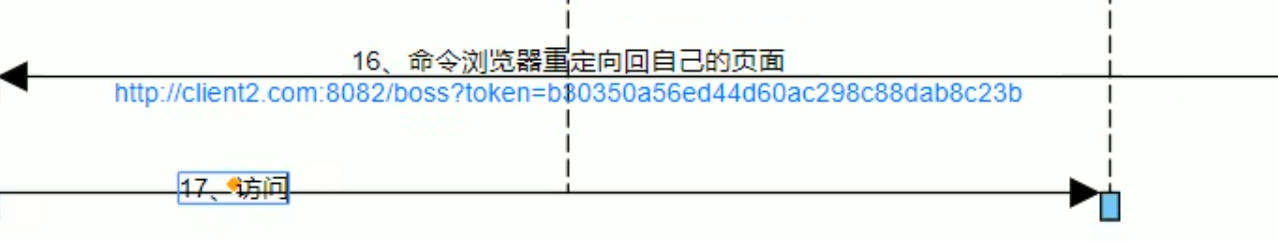 16、命令浏览器重定向回自己的页面
http://client2.com:8082/boss?token=b30350a56ed44d60ac298c88dab8c23b
17、访问